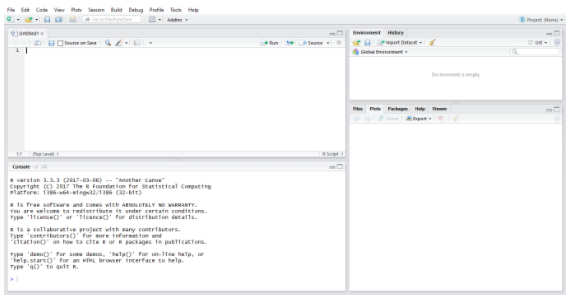 File Edit Code View Plots Session Build Debug Profile Tools Help
Go to file/function Addins
Project: (None)
Untitled1
Source on Save Run Source
1
1:1 (Top Level) R Script
Console ~/
R version 3.3.3 (2017-03-06) -- "Another Canoe"
Copyright (C) 2017 The R Foundation for Statistical Computing
Platform: i386-w64-mingw32/i386 (32-bit)
R is free software and comes with ABSOLUTELY NO WARRANTY.
You are welcome to redistribute it under certain conditions.
Type 'license()' or 'licence()' for distribution details.
R is a collaborative project with many contributors.
Type 'contributors()' for more information and
'citation()' on how to cite R or R packages in publications.
Type 'demo()' for some demos, 'help()' for on-line help, or
'help.start()' for an HTML browser interface to help.
Type 'q()' to quit R.
>
Environment History
Import Dataset List
Global Environment
Environment is empty
Files Plots Packages Help Viewer
Zoom Export